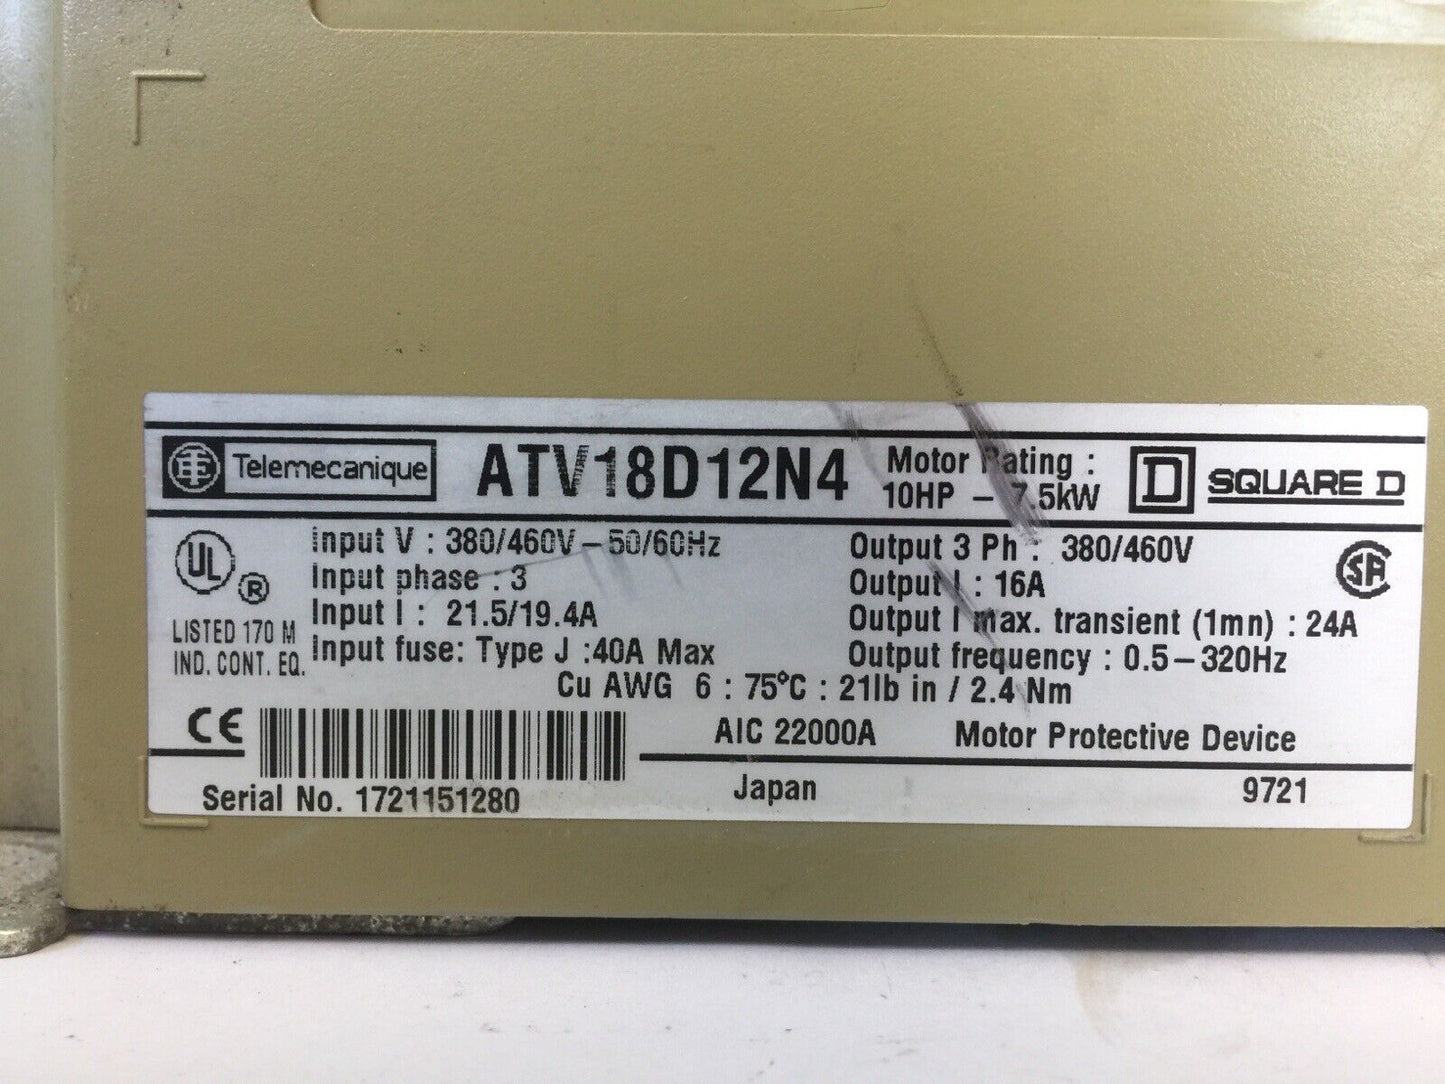 Telemecanique ATV18D12N4 Motor Rating : 10HP – 7.5kW D SQUARE D
UL ®
LISTED 170 M
IND. CONT. EQ.
Input V : 380/460V – 50/60Hz
Input phase : 3
Input I : 21.5/19.4A
Input fuse: Type J :40A Max
Output 3 Ph : 380/460V
Output I : 16A
Output I max. transient (1mn) : 24A
Output frequency : 0.5 – 320Hz
SA
Cu AWG 6 : 75°C : 21lb in / 2.4 Nm
CE
AIC 22000A Motor Protective Device
Serial No. 1721151280
Japan 9721